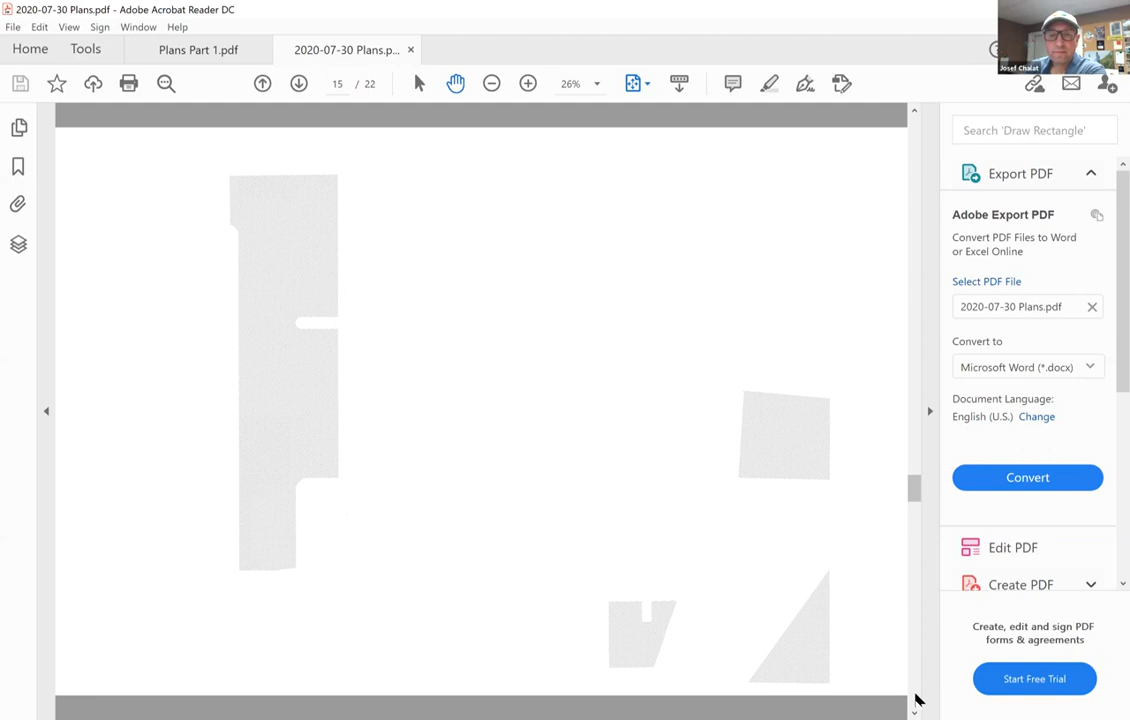 2020-07-30 Plans.pdf - Adobe Acrobat Reader DC
File Edit View Sign Window Help
Home Tools Plans Part 1.pdf 2020-07-30 Plans.p... ×
15 / 22 26%
Josef Chalat
Search 'Draw Rectangle'
Export PDF
Adobe Export PDF
Convert PDF Files to Word
or Excel Online
Select PDF File
2020-07-30 Plans.pdf
Convert to
Microsoft Word (*.docx)
Document Language:
English (U.S.) Change
Convert
Edit PDF
Create PDF
Create, edit and sign PDF
forms & agreements
Start Free Trial